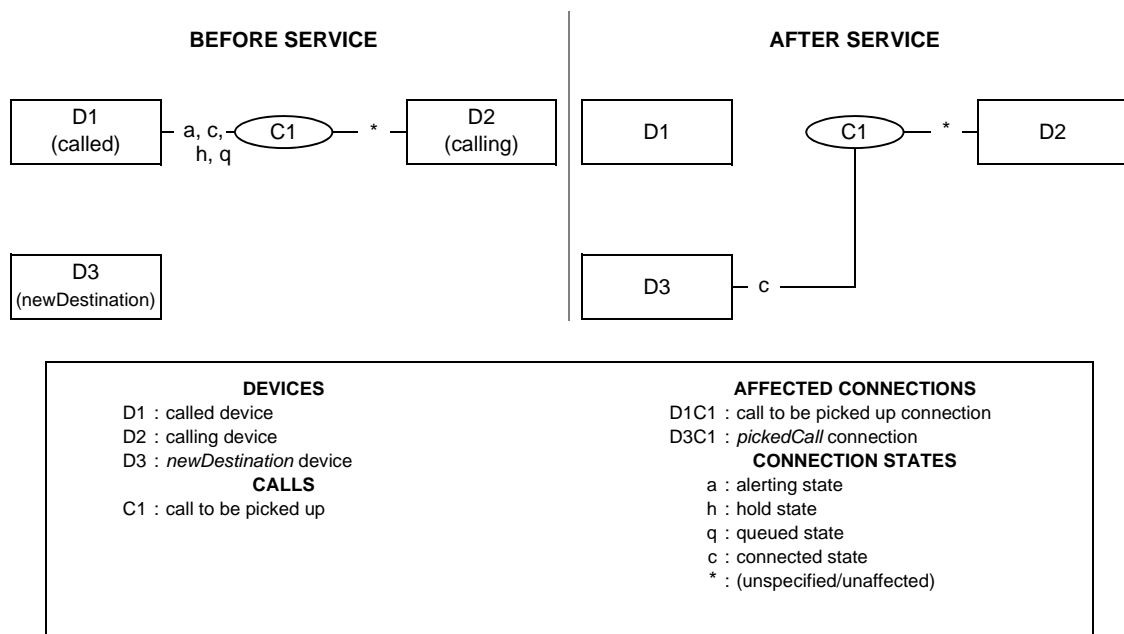 BEFORE SERVICE
D1
(called)
a, c,
h, q
C1
*
D2
(calling)
D3
(newDestination)
AFTER SERVICE
D1
C1
*
D2
D3
c
DEVICES
D1 : called device
D2 : calling device
D3 : newDestination device
CALLS
C1 : call to be picked up
AFFECTED CONNECTIONS
D1C1 : call to be picked up connection
D3C1 : pickedCall connection
CONNECTION STATES
a : alerting state
h : hold state
q : queued state
c : connected state
* : (unspecified/unaffected)